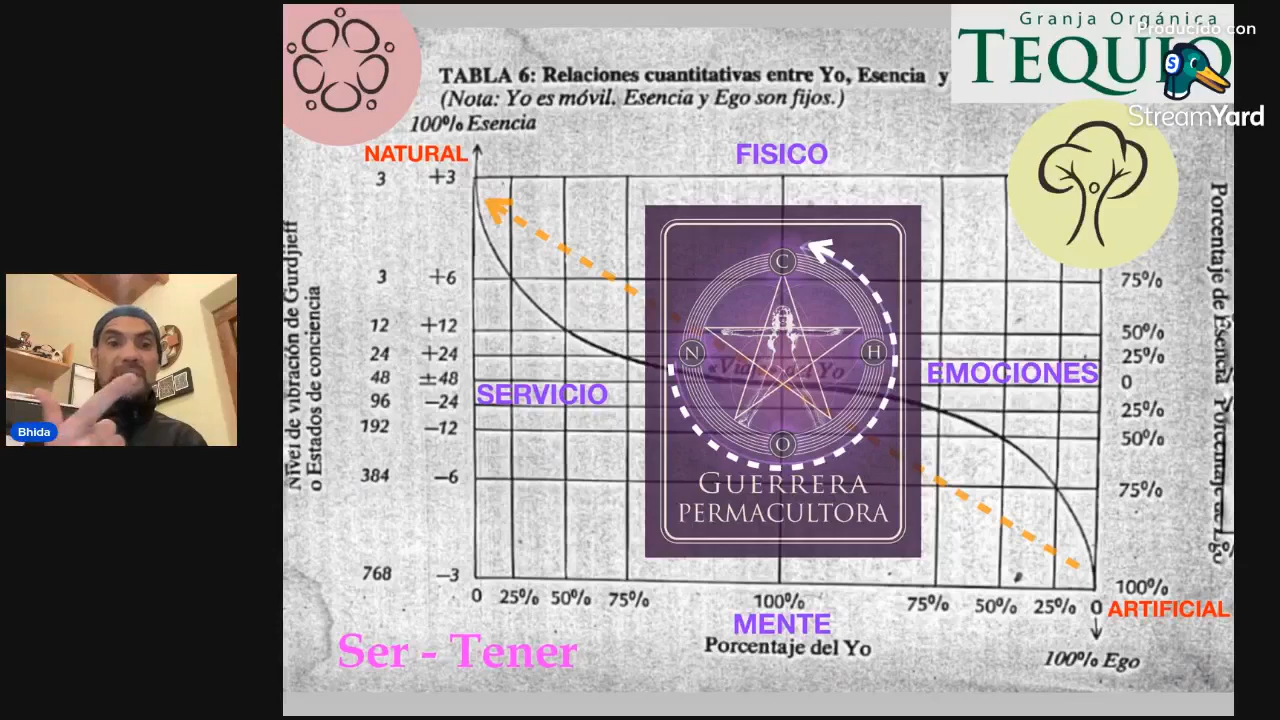 Granja Orgánica
TEQUIO
Producido con
StreamYard
TABLA 6: Relaciones cuantitativas entre Yo, Esencia y
(Nota: Yo es móvil. Esencia y Ego son fijos.)
100% Esencia
NATURAL
FISICO
3 +3
3 +6 75%
12 +12 50%
24 +24 25%
48 ±48 0
96 −24 25%
192 −12 50%
384 −6 75%
768 −3 100%
Nivel de vibración de Gurdjieff
o Estados de conciencia
Porcentaje de Esencia Porcentaje de Ego
SERVICIO
EMOCIONES
C
N
H
O
GUERRERA
PERMACULTORA
Bhida
0 25% 50% 75% 100% 75% 50% 25% 0
ARTIFICIAL
MENTE
Porcentaje del Yo
100% Ego
Ser - Tener